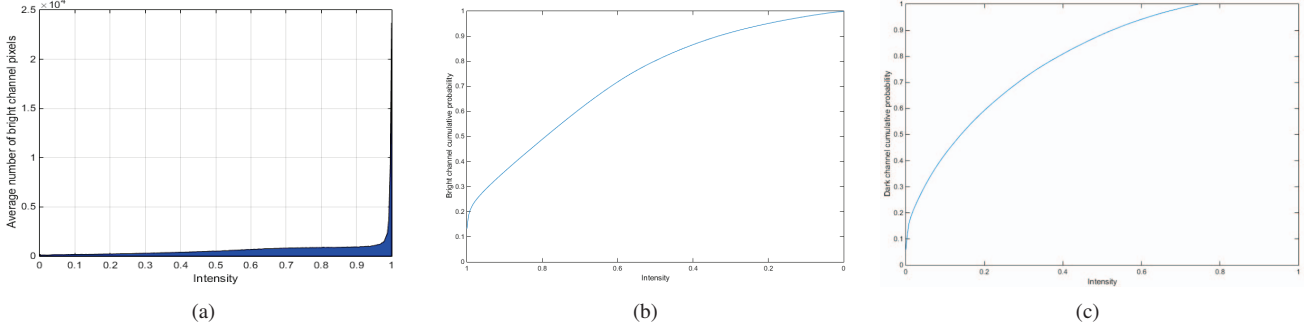 ×10⁴
2.5
2
1.5
1
0.5
0
Average number of bright channel pixels
0 0.1 0.2 0.3 0.4 0.5 0.6 0.7 0.8 0.9 1
Intensity
(a)
1
0.9
0.8
0.7
0.6
0.5
0.4
0.3
0.2
0.1
0
Bright channel cumulative probability
1 0.8 0.6 0.4 0.2 0
Intensity
(b)
1
0.9
0.8
0.7
0.6
0.5
0.4
0.3
0.2
0.1
0
Dark channel cumulative probability
0 0.2 0.4 0.6 0.8 1
Intensity
(c)